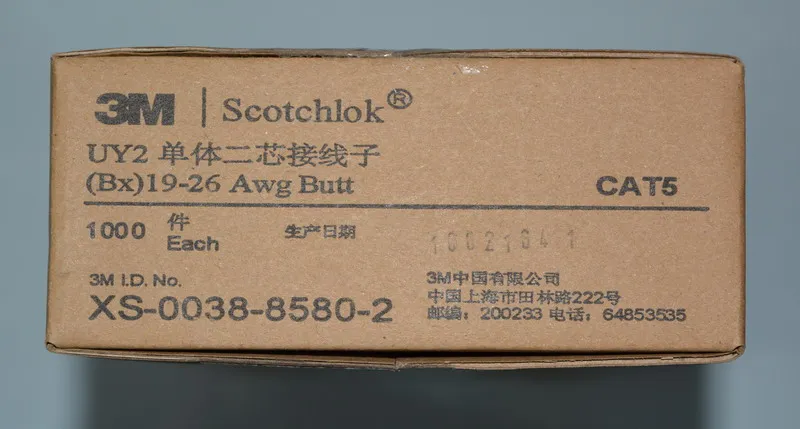 3M | Scotchlok®
UY2 单体二芯接线子
(Bx)19-26 Awg Butt CAT5
1000 件 Each 生产日期
3M I.D. No.
XS-0038-8580-2
3M中国有限公司
中国上海市田林路222号
邮编：200233 电话：64853535